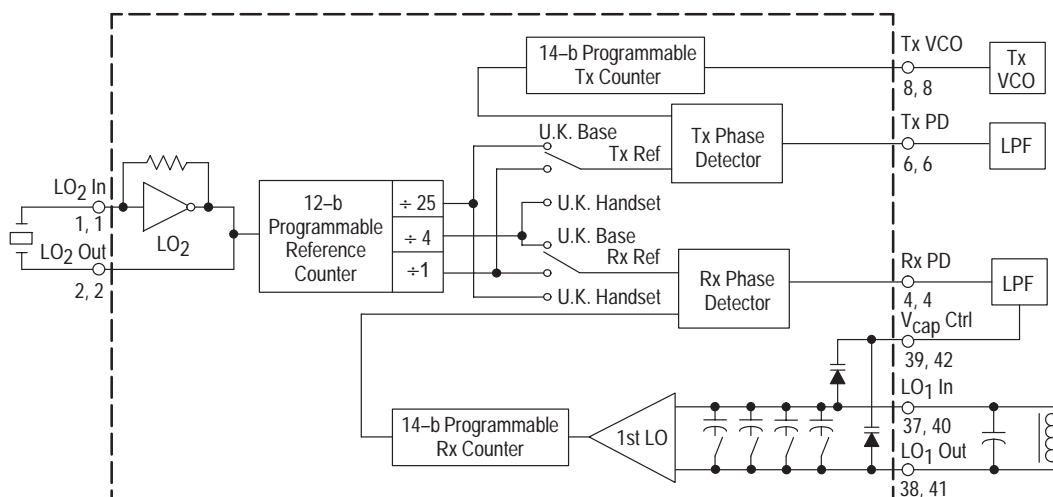 14–b Programmable
Tx Counter
Tx VCO
8, 8
Tx
VCO
U.K. Base
Tx Ref
Tx Phase
Detector
Tx PD
6, 6
LPF
LO2 In
1, 1
LO2
LO2 Out
2, 2
12–b
Programmable
Reference
Counter
÷ 25
÷ 4
÷1
U.K. Handset
U.K. Base
Rx Ref
U.K. Handset
Rx Phase
Detector
Rx PD
4, 4
LPF
Vcap Ctrl
39, 42
LO1 In
37, 40
14–b Programmable
Rx Counter
1st LO
LO1 Out
38, 41